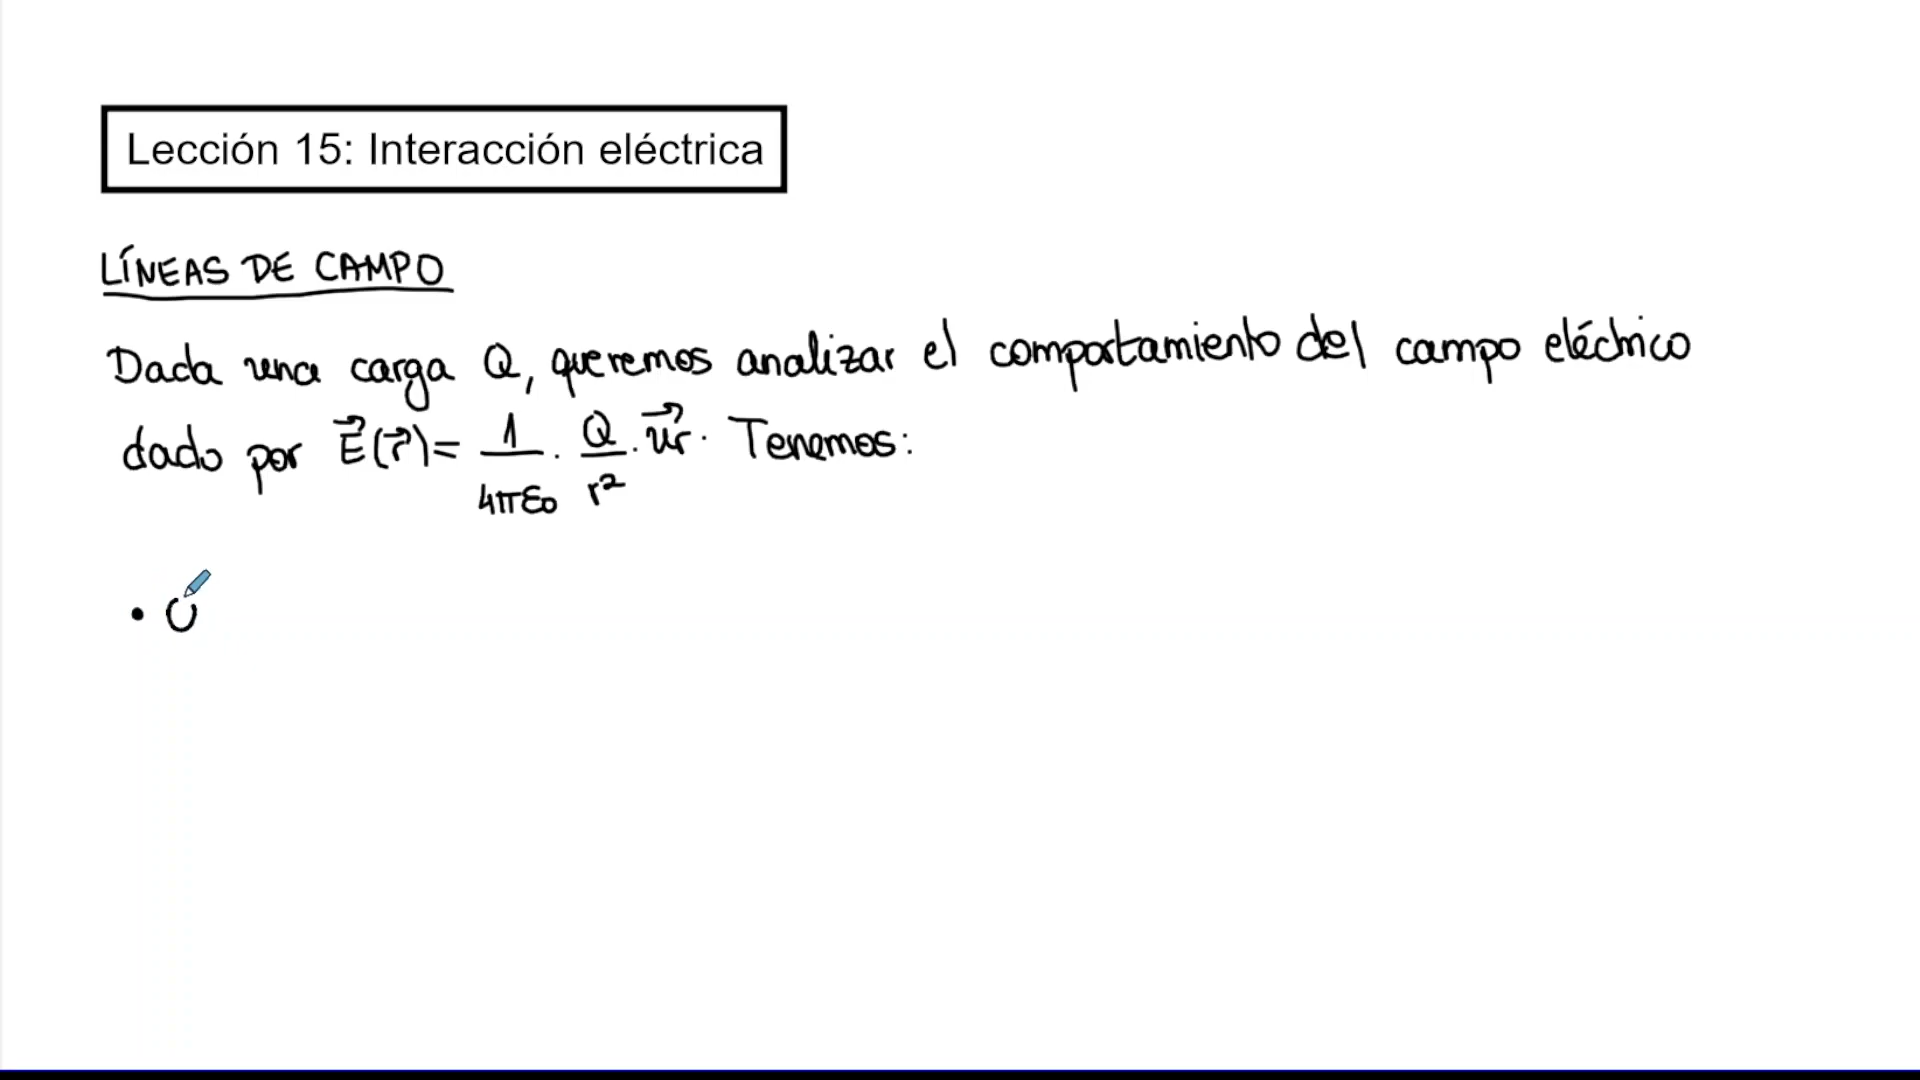 Lección 15: Interacción eléctrica
LÍNEAS DE CAMPO
Dada una carga Q, queremos analizar el comportamiento del campo eléctrico
dado por E⃗(r⃗) = 1/4πε₀ · Q/r² · u⃗r. Tenemos:
•